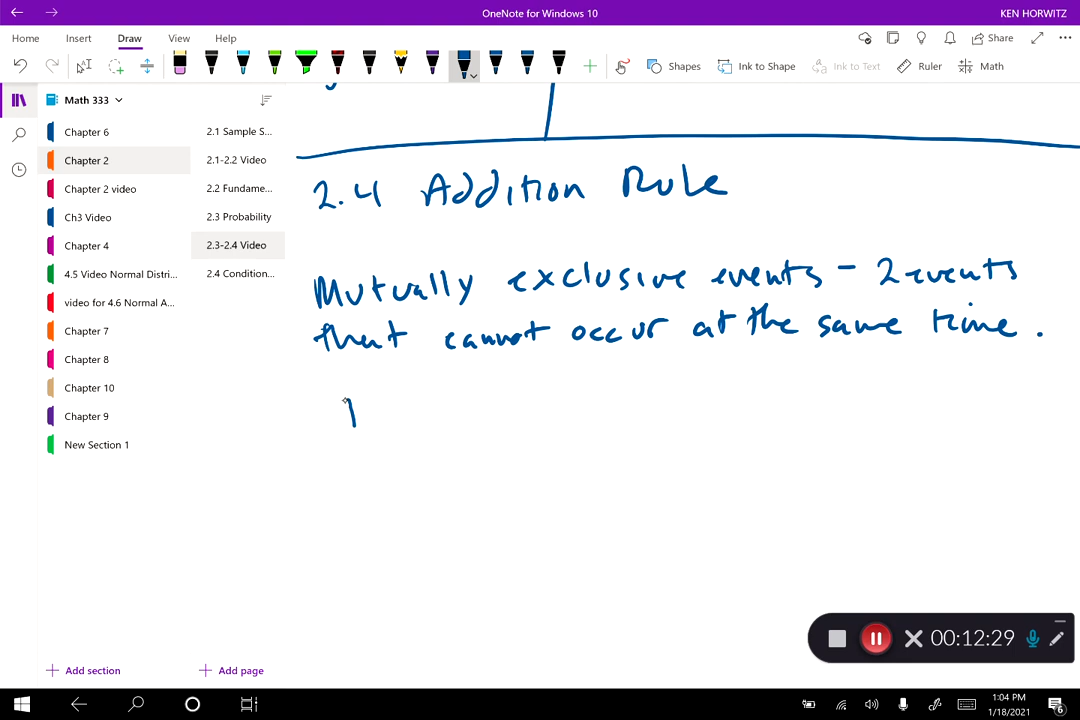 OneNote for Windows 10
KEN HORWITZ
Home Insert Draw View Help
Share
Shapes Ink to Shape Ink to Text Ruler Math
Math 333
Chapter 6
Chapter 2
Chapter 2 video
Ch3 Video
Chapter 4
4.5 Video Normal Distri...
video for 4.6 Normal A...
Chapter 7
Chapter 8
Chapter 10
Chapter 9
New Section 1
2.1 Sample S...
2.1-2.2 Video
2.2 Fundame...
2.3 Probability
2.3-2.4 Video
2.4 Condition...
2.4 Addition Rule
Mutually exclusive events - 2 events
that cannot occur at the same time.
00:12:29
Add section
Add page
1:04 PM
1/18/2021
6